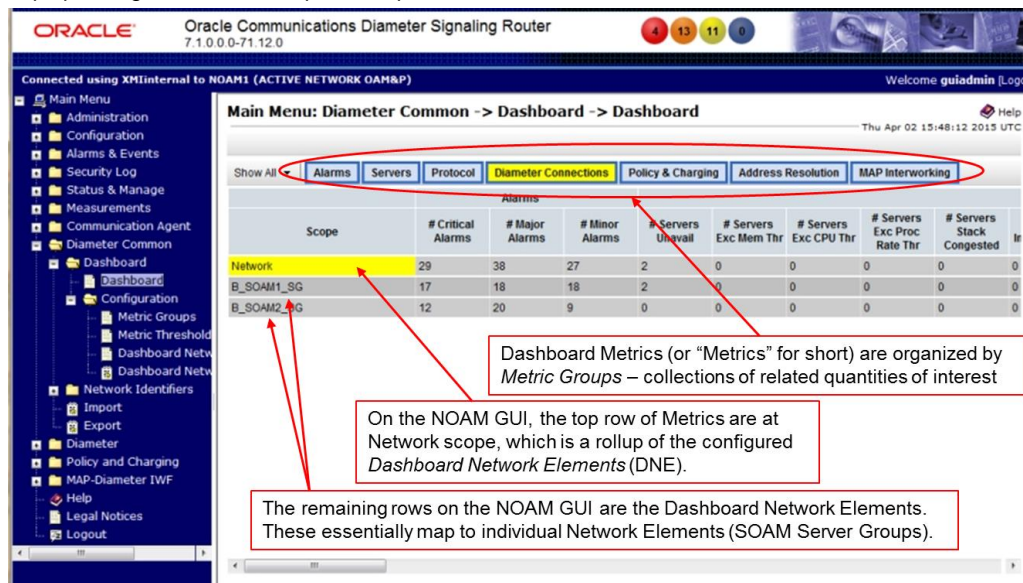 ORACLE
Oracle Communications Diameter Signaling Router
7.1.0.0.0-71.12.0
4 13 11 0
Connected using XMIinternal to NOAM1 (ACTIVE NETWORK OAM&P)
Welcome guiadmin [Logo
Main Menu
Administration
Configuration
Alarms & Events
Security Log
Status & Manage
Measurements
Communication Agent
Diameter Common
Dashboard
Dashboard
Configuration
Metric Groups
Metric Threshold
Dashboard Netw
Dashboard Netw
Network Identifiers
Import
Export
Diameter
Policy and Charging
MAP-Diameter IWF
Help
Legal Notices
Logout
Main Menu: Diameter Common -> Dashboard -> Dashboard
Help
Thu Apr 02 15:48:12 2015 UTC
Show All Alarms Servers Protocol Diameter Connections Policy & Charging Address Resolution MAP Interworking
Alarms
Scope
# Critical Alarms
# Major Alarms
# Minor Alarms
# Servers Unavail
# Servers Exc Mem Thr
# Servers Exc CPU Thr
# Servers Exc Proc Rate Thr
# Servers Stack Congested
Network 29 38 27 2 0 0 0 0 0
B_SOAM1_SG 17 18 18 2 0 0 0 0 0
B_SOAM2_SG 12 20 9 0 0 0 0 0 0
Dashboard Metrics (or “Metrics” for short) are organized by
Metric Groups – collections of related quantities of interest
On the NOAM GUI, the top row of Metrics are at
Network scope, which is a rollup of the configured
Dashboard Network Elements (DNE).
The remaining rows on the NOAM GUI are the Dashboard Network Elements.
These essentially map to individual Network Elements (SOAM Server Groups).